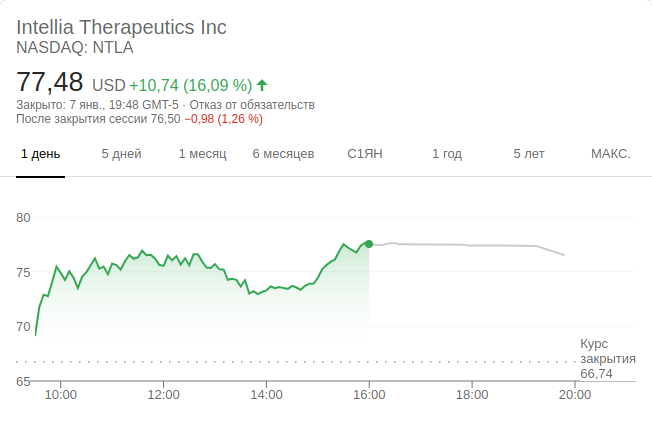 Intellia Therapeutics Inc
NASDAQ: NTLA
77,48 USD +10,74 (16,09 %)
Закрыто: 7 янв., 19:48 GMT-5 · Отказ от обязательств
После закрытия сессии 76,50 −0,98 (1,26 %)
1 день 5 дней 1 месяц 6 месяцев С1ЯН 1 год 5 лет МАКС.
80
75
70
Курс
закрытия
66,74
65
10:00 12:00 14:00 16:00 18:00 20:00